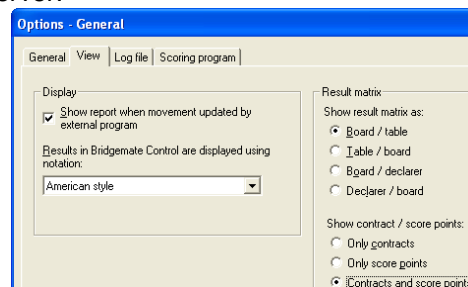 Options - General
General View Log file Scoring program
Display
Show report when movement updated by
external program
Results in Bridgemate Control are displayed using
notation:
American style
Result matrix
Show result matrix as:
Board / table
Table / board
Board / declarer
Declarer / board
Show contract / score points:
Only contracts
Only score points
Contracts and score point